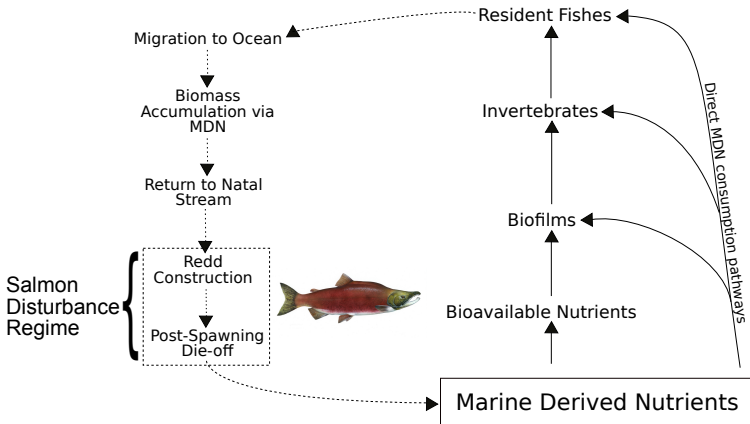 Migration to Ocean
Biomass
Accumulation via
MDN
Return to Natal
Stream
Redd
Construction
Post-Spawning
Die-off
Salmon
Disturbance
Regime
Resident Fishes
Invertebrates
Biofilms
Bioavailable Nutrients
Marine Derived Nutrients
Direct MDN consumption pathways